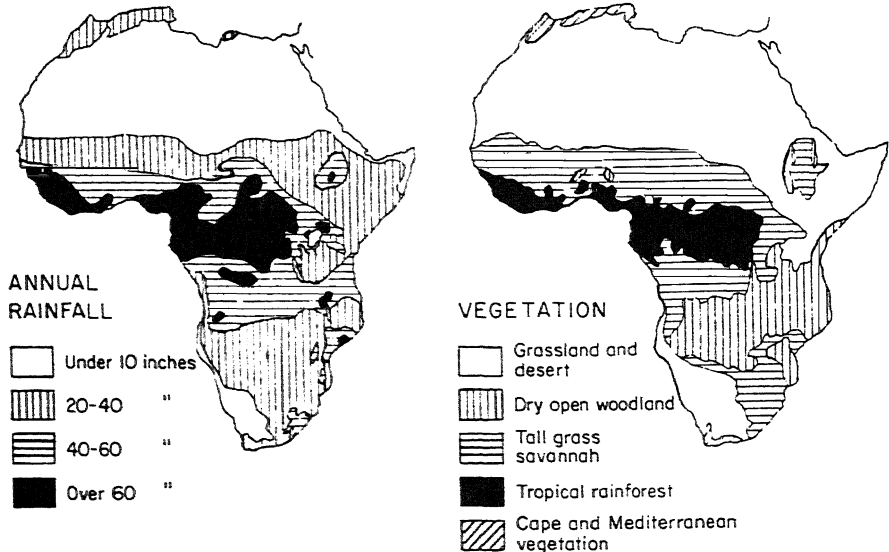 ANNUAL
RAINFALL
Under 10 inches
20-40 "
40-60 "
Over 60 "
VEGETATION
Grassland and
desert
Dry open woodland
Tall grass
savannah
Tropical rainforest
Cape and Mediterranean
vegetation